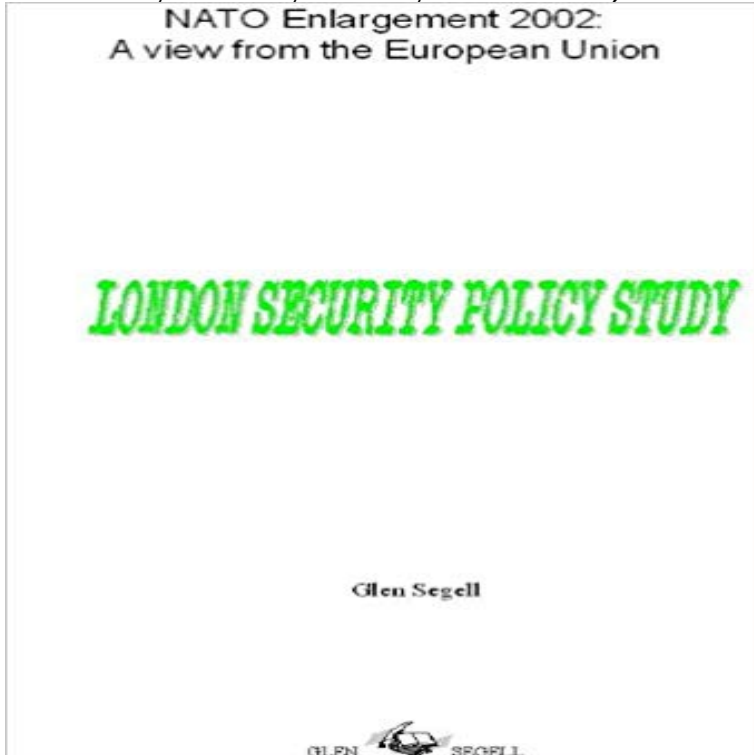 NATO Enlargement 2002:
A view from the European Union
LONDON SECURITY POLICY STUDY
Glen Segell
GLEN SEGELL